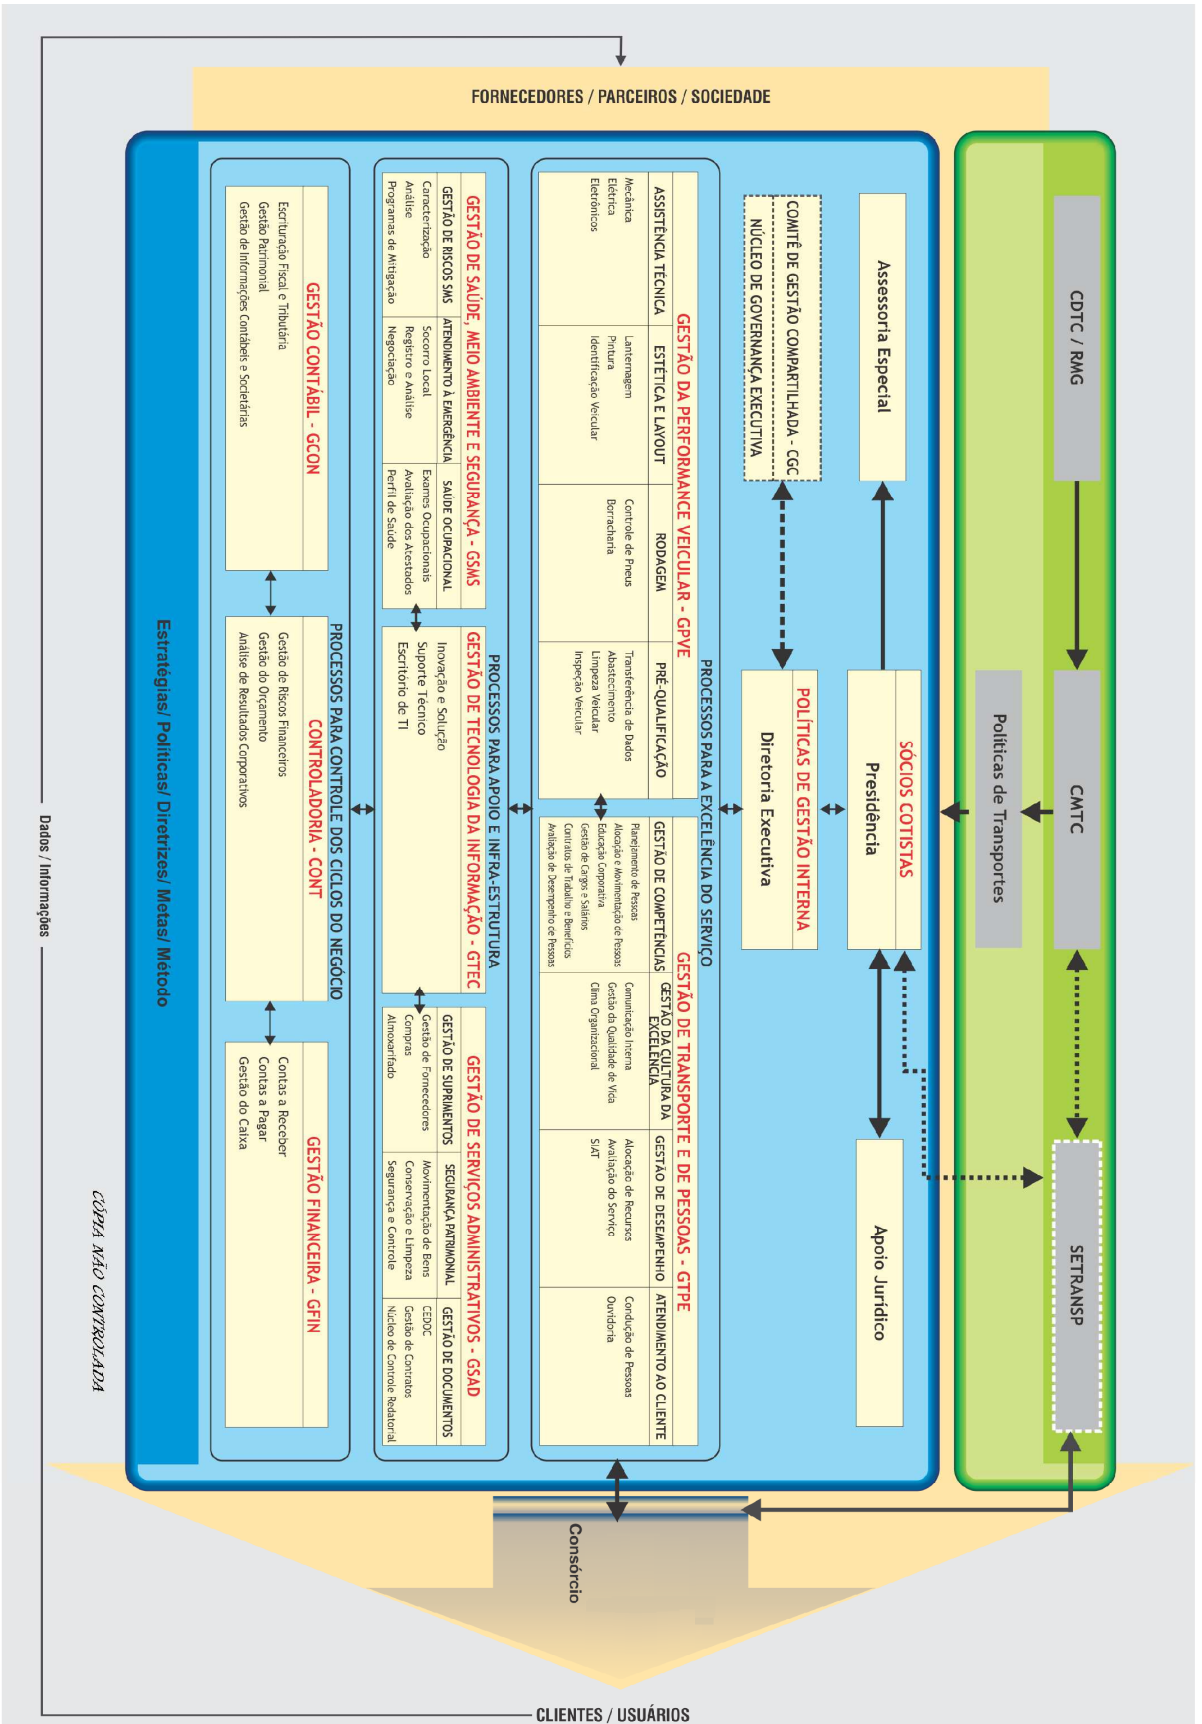 FORNECEDORES / PARCEIROS / SOCIEDADE
CDTC / RMG
CMTC
SETRANSP
Políticas de Transportes
Assessoria Especial
SÓCIOS COTISTAS
Presidência
Apoio Jurídico
COMITÊ DE GESTÃO COMPARTILHADA - CGC
NÚCLEO DE GOVERNANÇA EXECUTIVA
POLÍTICAS DE GESTÃO INTERNA
Diretoria Executiva
PROCESSOS PARA A EXCELÊNCIA DO SERVIÇO
GESTÃO DA PERFORMANCE VEICULAR - GPVE
ASSISTÊNCIA TÉCNICA
Mecânica
Elétrica
Eletrônicos
ESTÉTICA E LAYOUT
Lanternagem
Pintura
Identificação Veicular
RODAGEM
Controle de Pneus
Borracharia
PRÉ-QUALIFICAÇÃO
Transferência de Dados
Abastecimento
Limpeza Veicular
Inspeção Veicular
GESTÃO DE TRANSPORTE E DE PESSOAS - GTPE
GESTÃO DE COMPETÊNCIAS
Planejamento de Pessoas
Alocação e Movimentação de Pessoas
Educação Corporativa
Gestão de Cargos e Salários
Contratos de Trabalho e Benefícios
Avaliação de Desempenho de Pessoas
GESTÃO DA CULTURA DA
EXCELÊNCIA
Comunicação Interna
Gestão da Qualidade de Vida
Clima Organizacional
GESTÃO DE DESEMPENHO
Alocação de Recursos
Avaliação do Serviço
SIAT
ATENDIMENTO AO CLIENTE
Condução de Pessoas
Ouvidoria
PROCESSOS PARA APOIO E INFRA-ESTRUTURA
GESTÃO DE SAÚDE, MEIO AMBIENTE E SEGURANÇA - GSMS
GESTÃO DE RISCOS SMS
Caracterização
Análise
Programas de Mitigação
ATENDIMENTO À EMERGÊNCIA
Socorro Local
Registro e Análise
Negociação
SAÚDE OCUPACIONAL
Exames Ocupacionais
Avaliação dos Atestados
Perfil de Saúde
GESTÃO DE TECNOLOGIA DA INFORMAÇÃO - GTEC
Inovação e Solução
Suporte Técnico
Escritório de TI
GESTÃO DE SERVIÇOS ADMINISTRATIVOS - GSAD
GESTÃO DE SUPRIMENTOS
Gestão de Fornecedores
Compras
Almoxarifado
SEGURANÇA PATRIMONIAL
Movimentação de Bens
Conservação e Limpeza
Segurança e Controle
GESTÃO DE DOCUMENTOS
CEDOC
Gestão de Contratos
Núcleo de Controle Redatorial
PROCESSOS PARA CONTROLE DOS CICLOS DO NEGÓCIO
GESTÃO CONTÁBIL - GCON
Escrituração Fiscal e Tributária
Gestão Patrimonial
Gestão de Informações Contábeis e Societárias
CONTROLADORIA - CONT
Gestão de Riscos Financeiros
Gestão do Orçamento
Análise de Resultados Corporativos
GESTÃO FINANCEIRA - GFIN
Contas a Receber
Contas a Pagar
Gestão do Caixa
Estratégias/ Políticas/ Diretrizes/ Metas/ Método
Consórcio
CÓPIA NÃO CONTROLADA
Dados / Informações
CLIENTES / USUÁRIOS